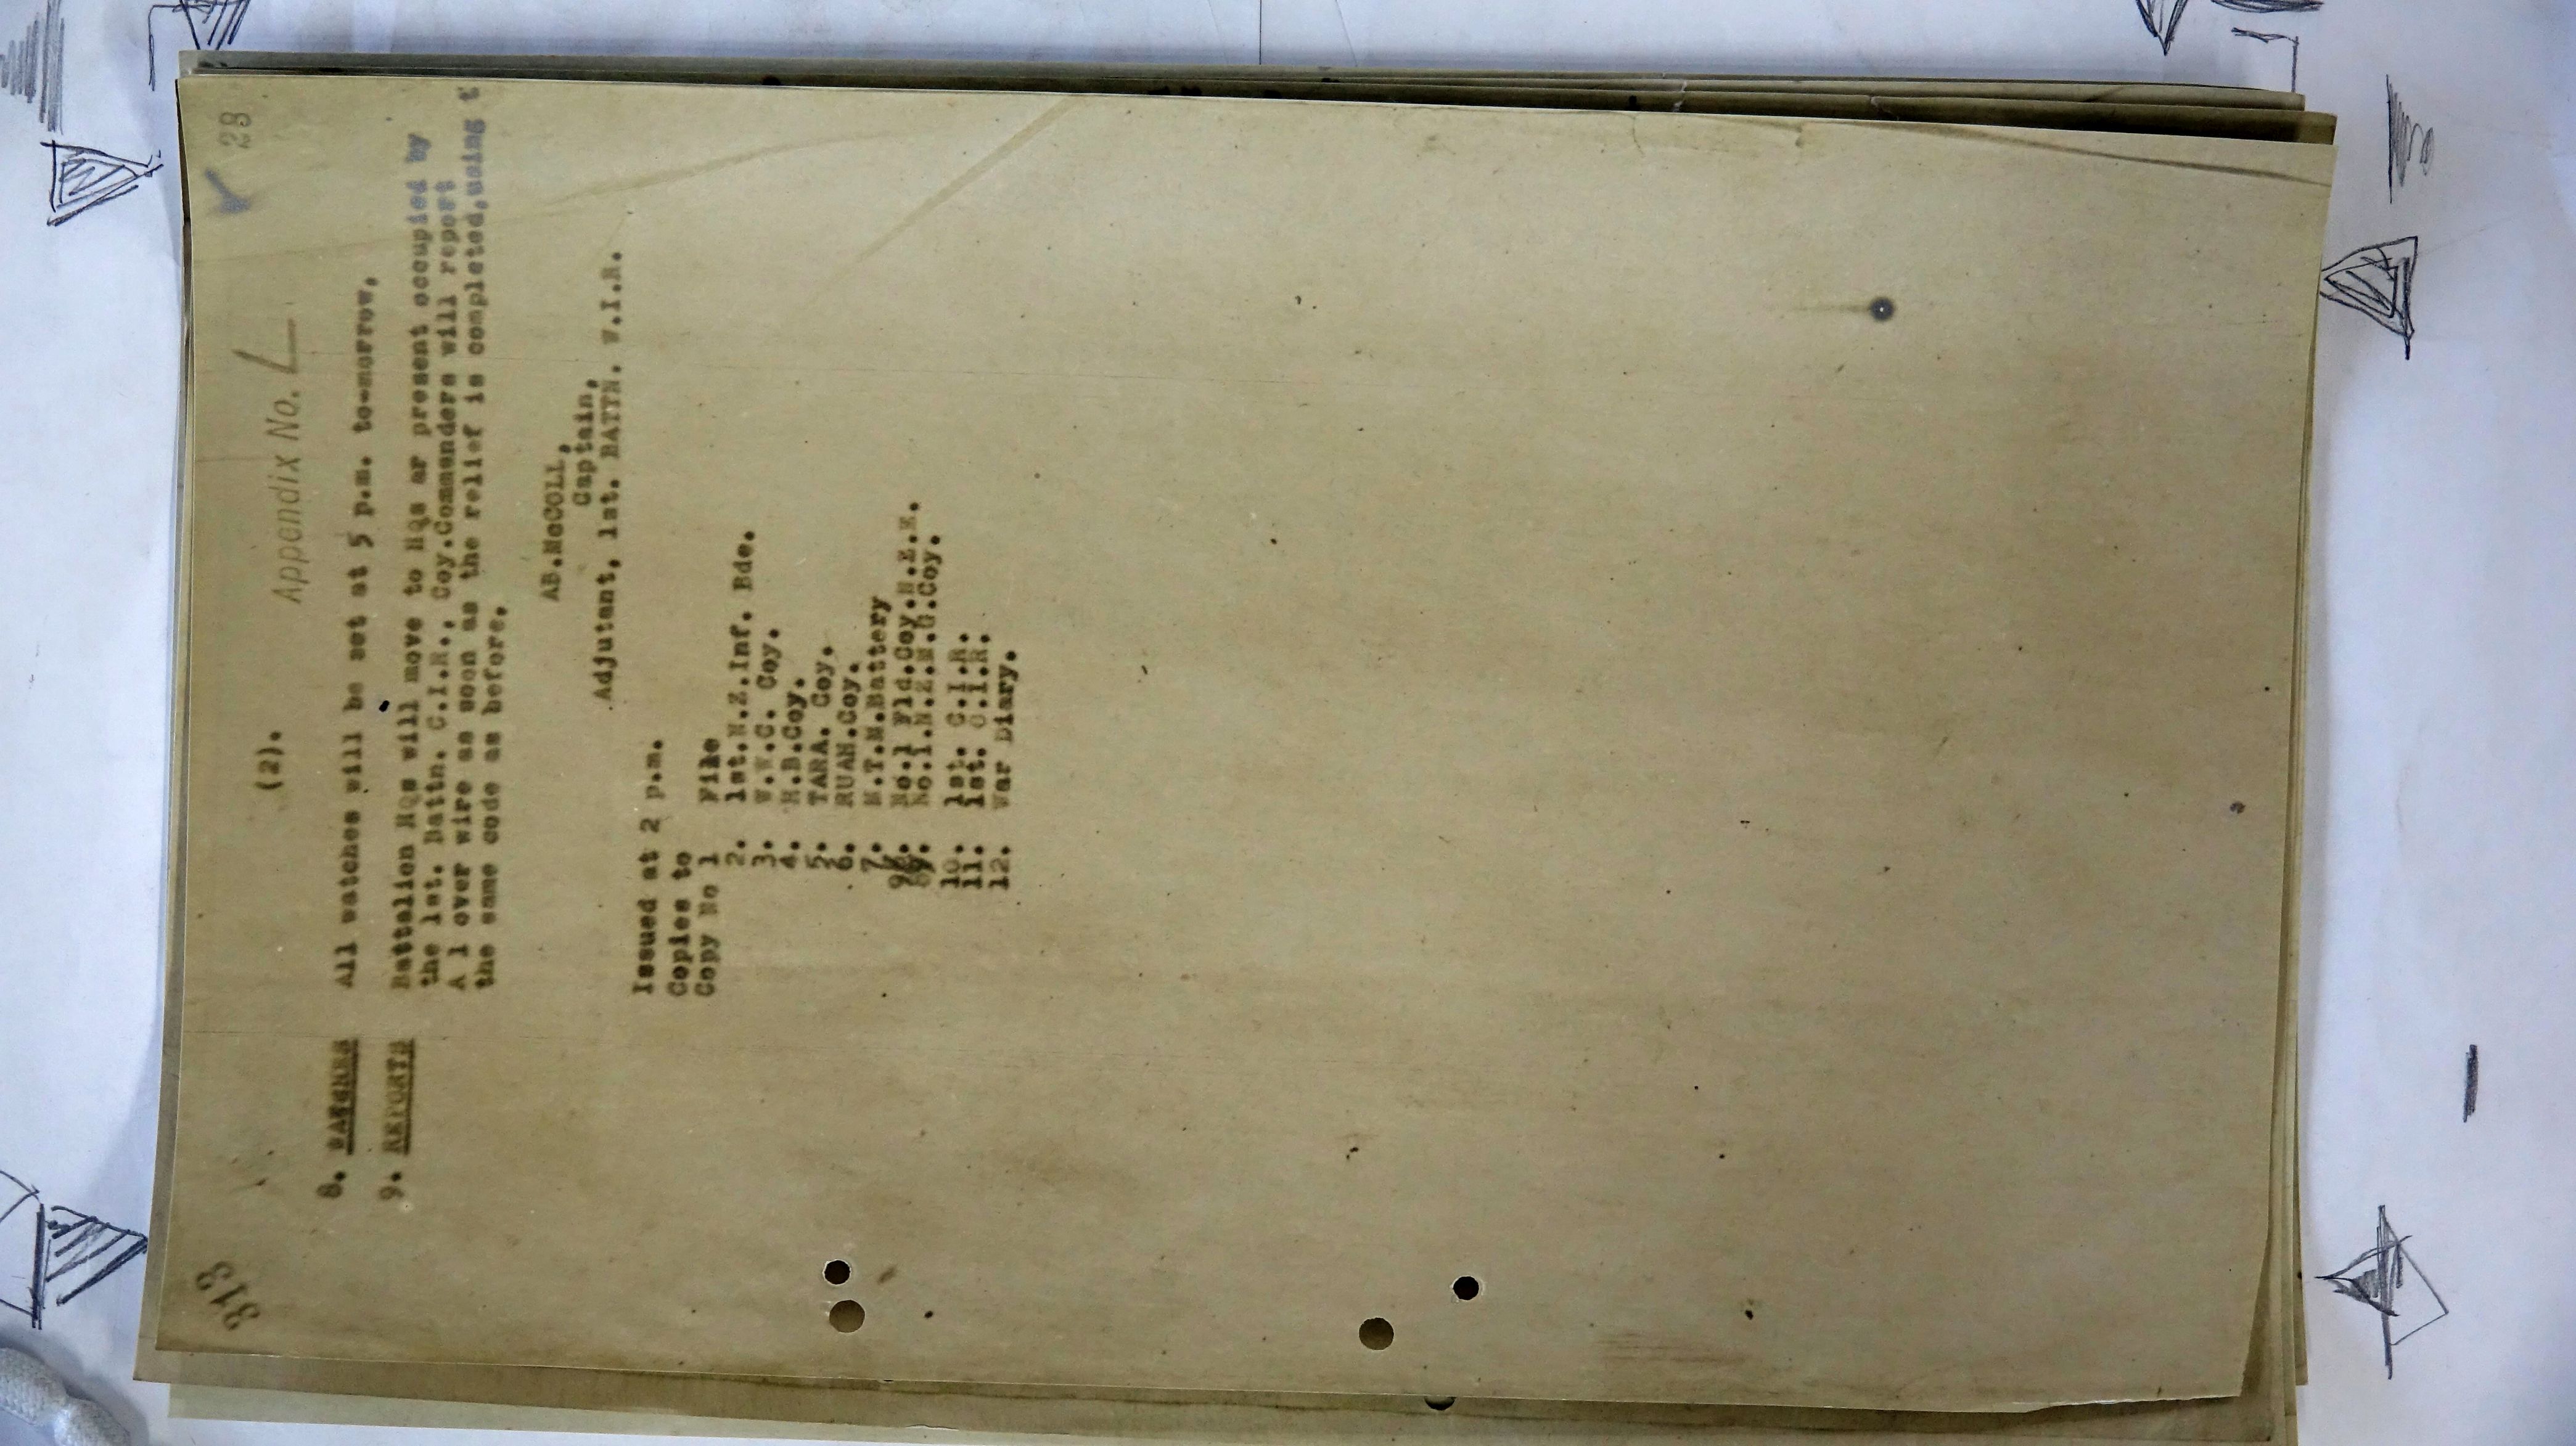 313
28
(2).
Appendix No. L
8. WATCHES All watches will be set at 5 p.m. to-morrow,
9. REPORTS Battalion HQs will move to HQs ar present occupied by
the 1st. Battn. C.I.R., Coy.Commanders will report
A 1 over wire as soon as the relief is completed,using t
the same code as before,
AB.McCOLL,
Captain,
Adjutant, 1st. BATTN. W.I.R.
Issued at 2 p.m.
Copies to
Copy No 1 File
2. 1st.N.Z.Inf. Bde.
3. W.W.C. Coy.
4. H.B.Coy.
5. TARA. Coy.
6. RUAH.Coy.
7. M.T.M.Battery
No.1 Fld.Coy.N.Z.E.
No.1.N.Z.M.G.Coy.
10. 1st. C.I.R.
11. 1st. O.I.R.
12. War Diary.